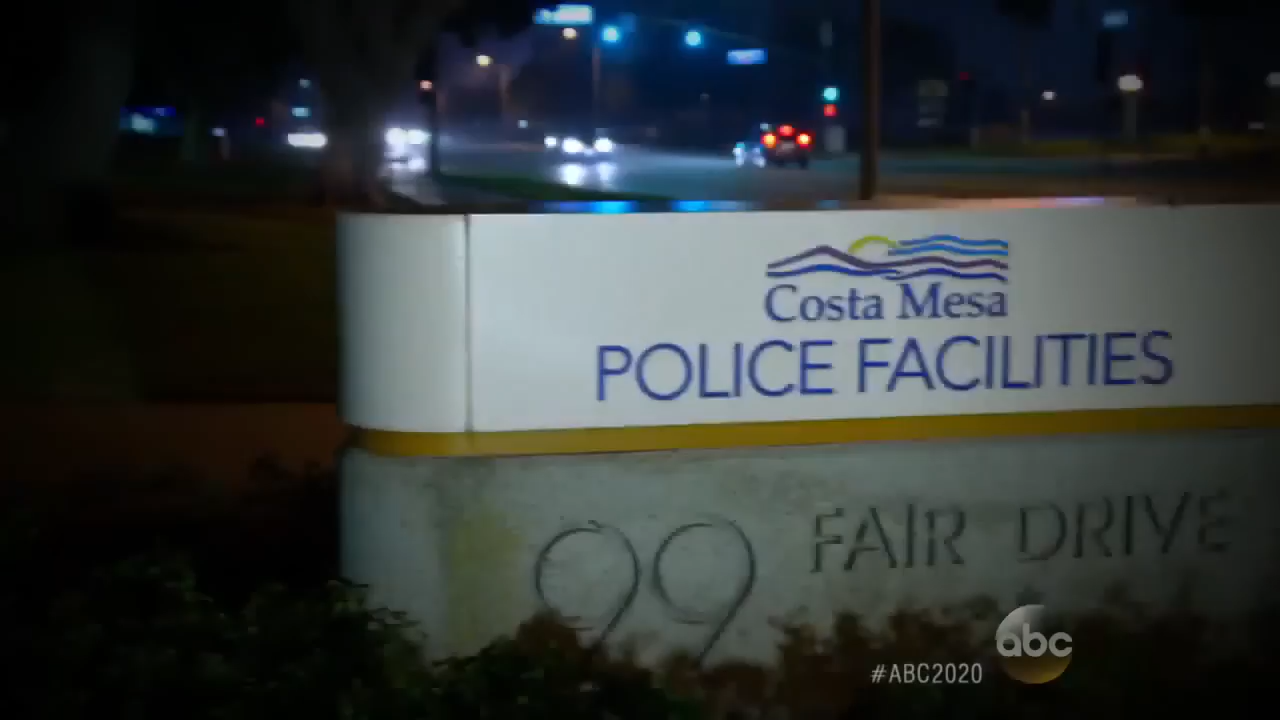 Costa Mesa
POLICE FACILITIES
99 FAIR DRIVE
abc
#ABC2020